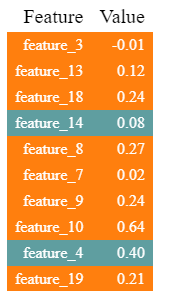 Feature Value
feature_3 -0.01
feature_13 0.12
feature_18 0.24
feature_14 0.08
feature_8 0.27
feature_7 0.02
feature_9 0.24
feature_10 0.64
feature_4 0.40
feature_19 0.21